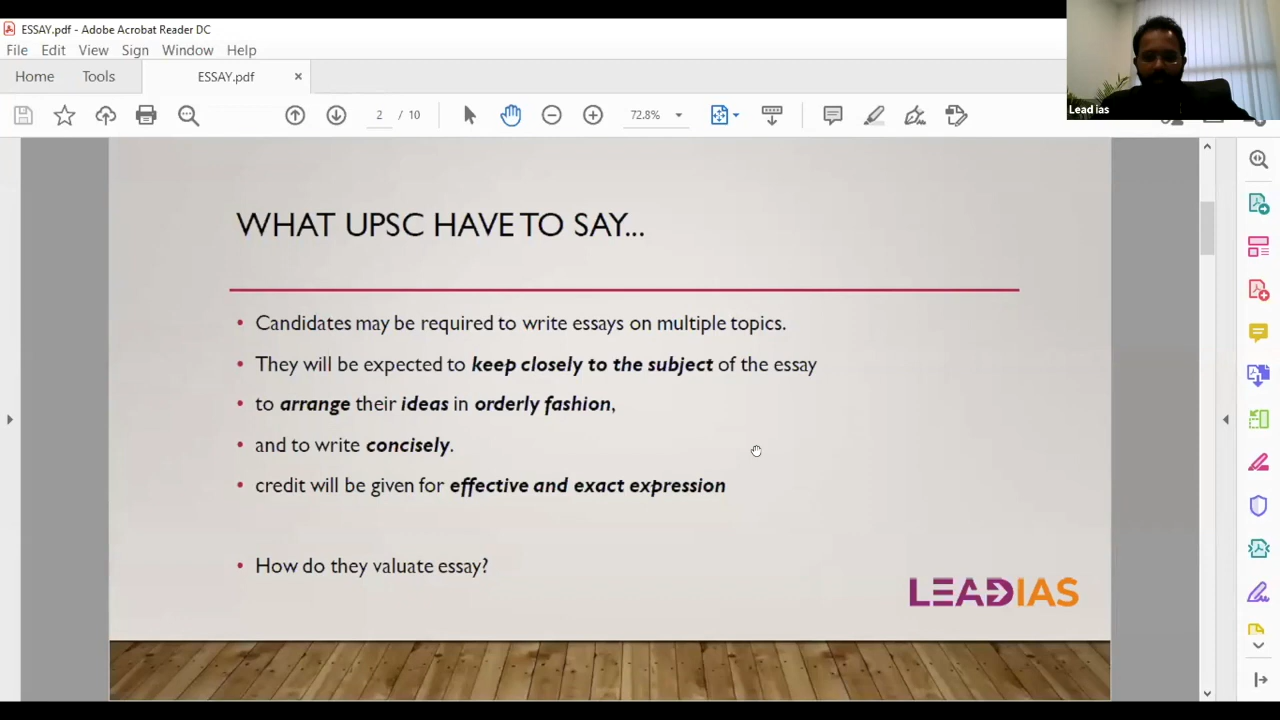 ESSAY.pdf - Adobe Acrobat Reader DC
File Edit View Sign Window Help
Home Tools ESSAY.pdf ×
2 / 10 72.8%
Lead ias
WHAT UPSC HAVE TO SAY...
• Candidates may be required to write essays on multiple topics.
• They will be expected to keep closely to the subject of the essay
• to arrange their ideas in orderly fashion,
• and to write concisely.
• credit will be given for effective and exact expression
• How do they valuate essay?
LEADIAS